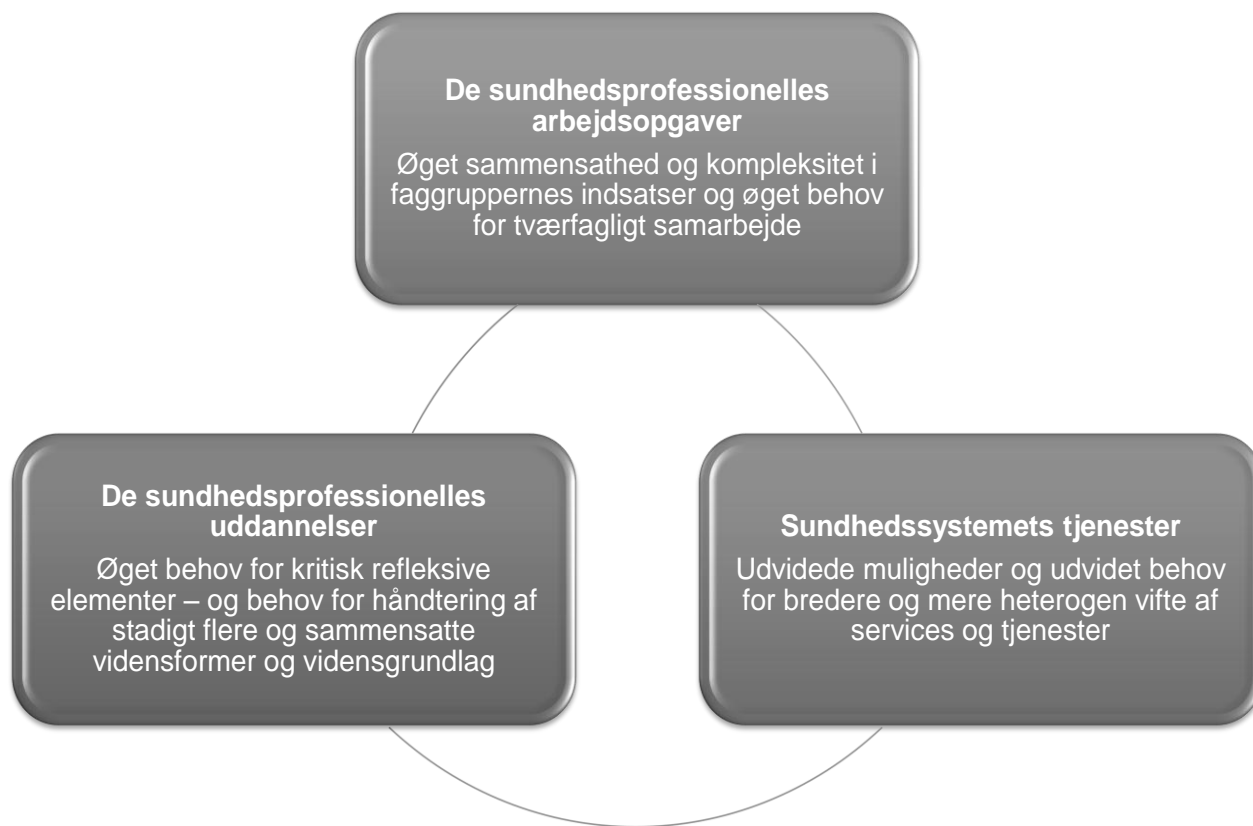 De sundhedsprofessionelles
arbejdsopgaver
Øget sammensathed og kompleksitet i
faggruppernes indsatser og øget behov
for tværfagligt samarbejde
De sundhedsprofessionelles
uddannelser
Øget behov for kritisk refleksive
elementer – og behov for håndtering af
stadigt flere og sammensatte
vidensformer og vidensgrundlag
Sundhedssystemets tjenester
Udvidede muligheder og udvidet behov
for bredere og mere heterogen vifte af
services og tjenester